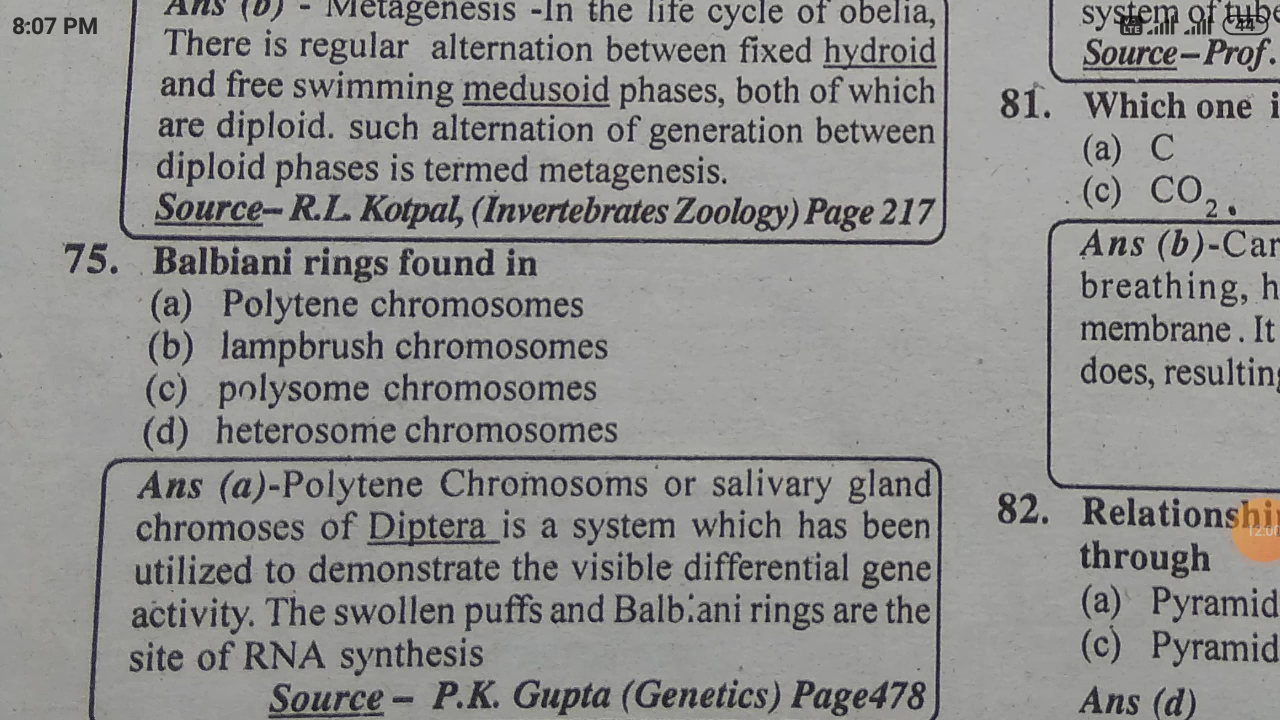 8:07 PM
Ans (b) - Metagenesis -In the life cycle of obelia,
There is regular alternation between fixed hydroid
and free swimming medusoid phases, both of which
are diploid. such alternation of generation between
diploid phases is termed metagenesis.
Source– R.L. Kotpal, (Invertebrates Zoology) Page 217
75. Balbiani rings found in
(a) Polytene chromosomes
(b) lampbrush chromosomes
(c) polysome chromosomes
(d) heterosome chromosomes
Ans (a)-Polytene Chromosoms or salivary gland
chromoses of Diptera is a system which has been
utilized to demonstrate the visible differential gene
activity. The swollen puffs and Balbiani rings are the
site of RNA synthesis
Source – P.K. Gupta (Genetics) Page478
system of
LTE
44
Source–Prof.
81. Which one
(a) C
(c) CO2.
Ans (b)-
breathing,
membrane. It
does,
82.
through
(a) Pyramid
(c) Pyramid
Ans (d)